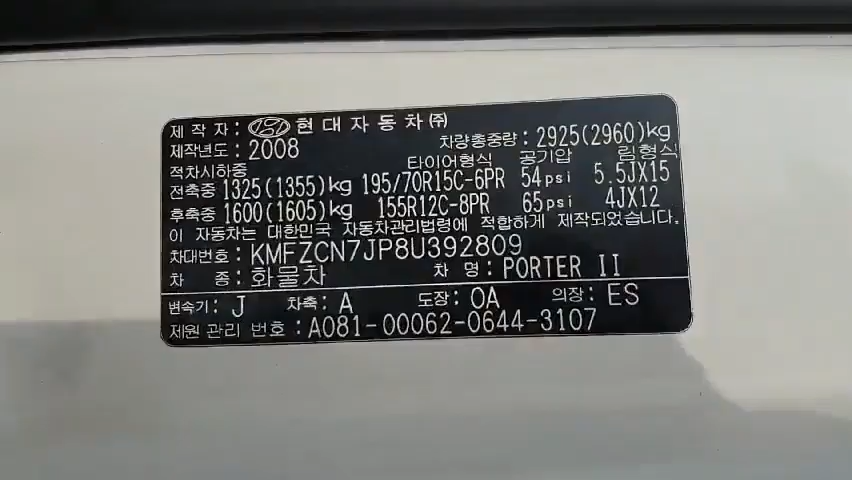 제 작 자 : 현 대 자 동 차 ㈜
제작년도 : 2008 차량총중량 : 2925(2960)kg
적차시하중 타이어형식 공기압 림형식
전축중 1325(1355)kg 195/70R15C-6PR 54psi 5.5JX15
후축중 1600(1605)kg 155R12C-8PR 65psi 4JX12
이 자동차는 대한민국 자동차관리법령에 적합하게 제작되었습니다.
차대번호 : KMFZCN7JP8U392809
차 종 : 화물차 차 명 : PORTER II
변속기 : J 차축 : A 도장 : OA 의장 : ES
제원 관리 번호 : A081-00062-0644-3107